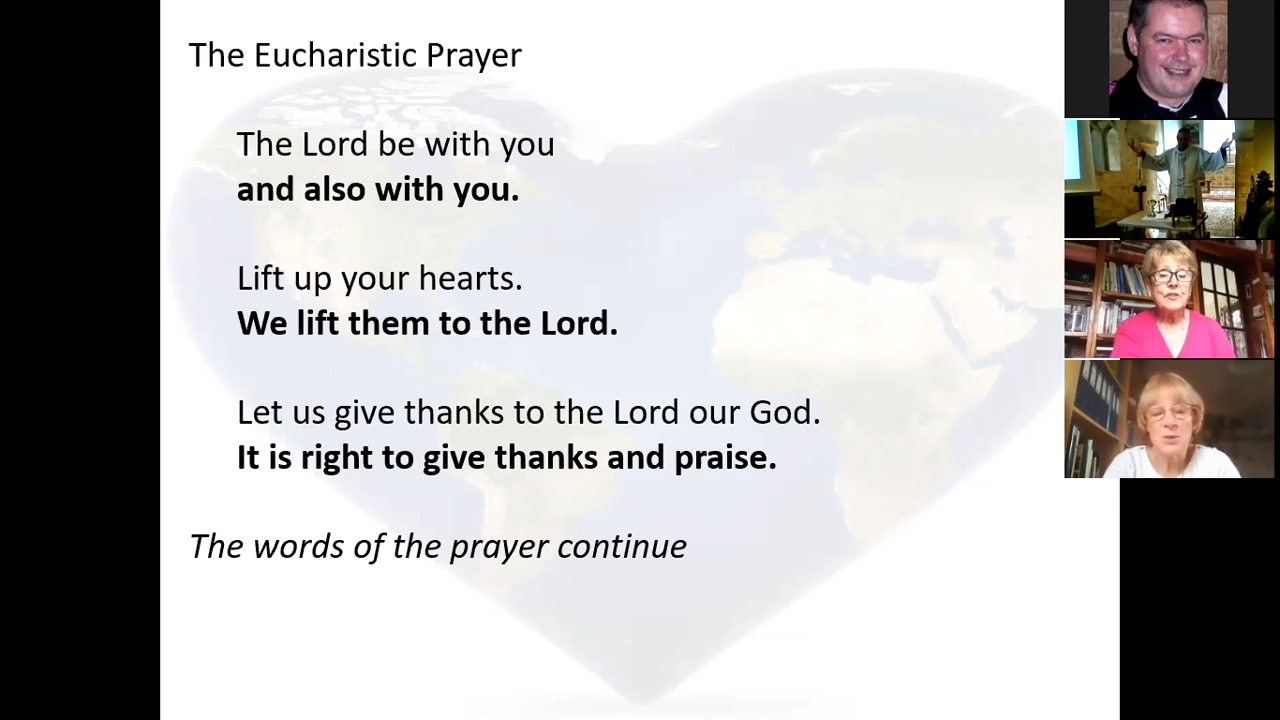 The Eucharistic Prayer
The Lord be with you
and also with you.
Lift up your hearts.
We lift them to the Lord.
Let us give thanks to the Lord our God.
It is right to give thanks and praise.
The words of the prayer continue